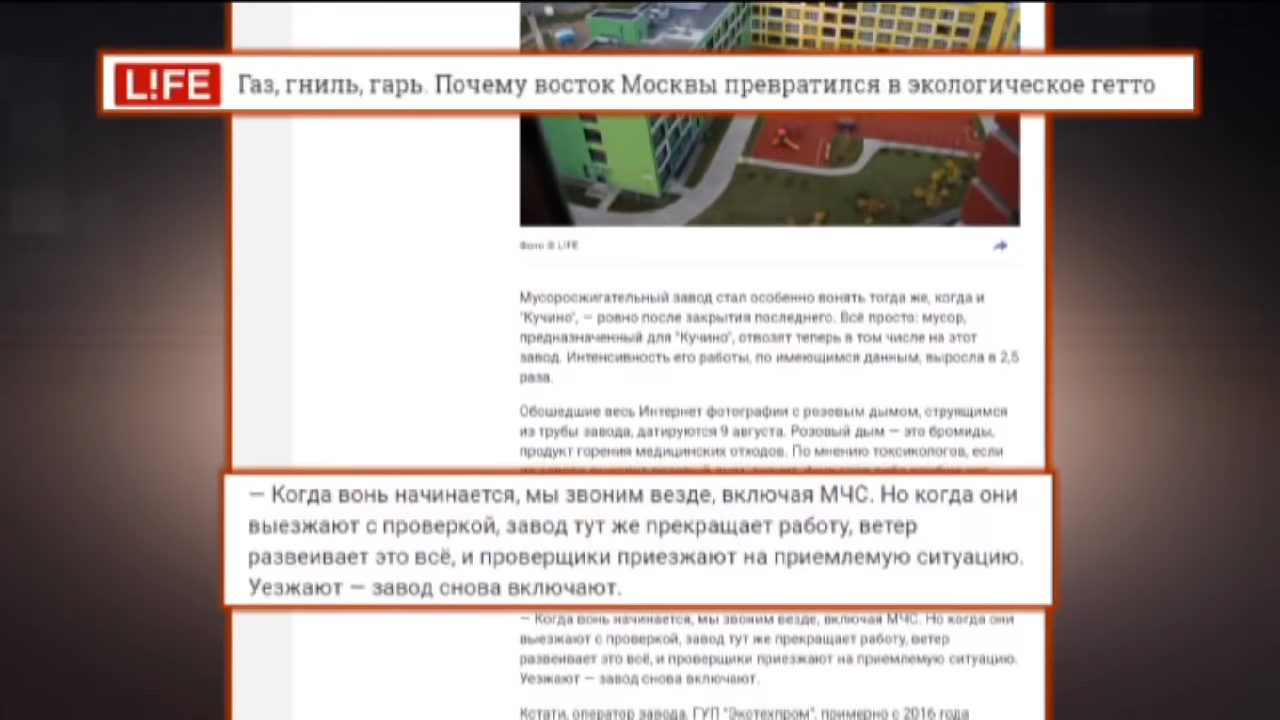 L!FE Газ, гниль, гарь. Почему восток Москвы превратился в экологическое гетто
Фото © L!FE
Мусоросжигательный завод стал особенно вонять тогда же, когда и
"Кучино", — ровно после закрытия последнего. Всё просто: мусор,
предназначенный для "Кучино", отвозят теперь в том числе на этот
завод. Интенсивность его работы, по имеющимся данным, выросла в 2,5
раза.
Обошедшие весь Интернет фотографии с розовым дымом, струящимся
из трубы завода, датируются 9 августа. Розовый дым — это бромиды,
продукт горения медицинских отходов. По мнению токсикологов, если
— Когда вонь начинается, мы звоним везде, включая МЧС. Но когда они
выезжают с проверкой, завод тут же прекращает работу, ветер
развеивает это всё, и проверщики приезжают на приемлемую ситуацию.
Уезжают — завод снова включают.
— Когда вонь начинается, мы звоним везде, включая МЧС. Но когда они
выезжают с проверкой, завод тут же прекращает работу, ветер
развеивает это всё, и проверщики приезжают на приемлемую ситуацию.
Уезжают — завод снова включают.
Кстати, оператор завода, ГУП "Экотехпром", примерно с 2016 года